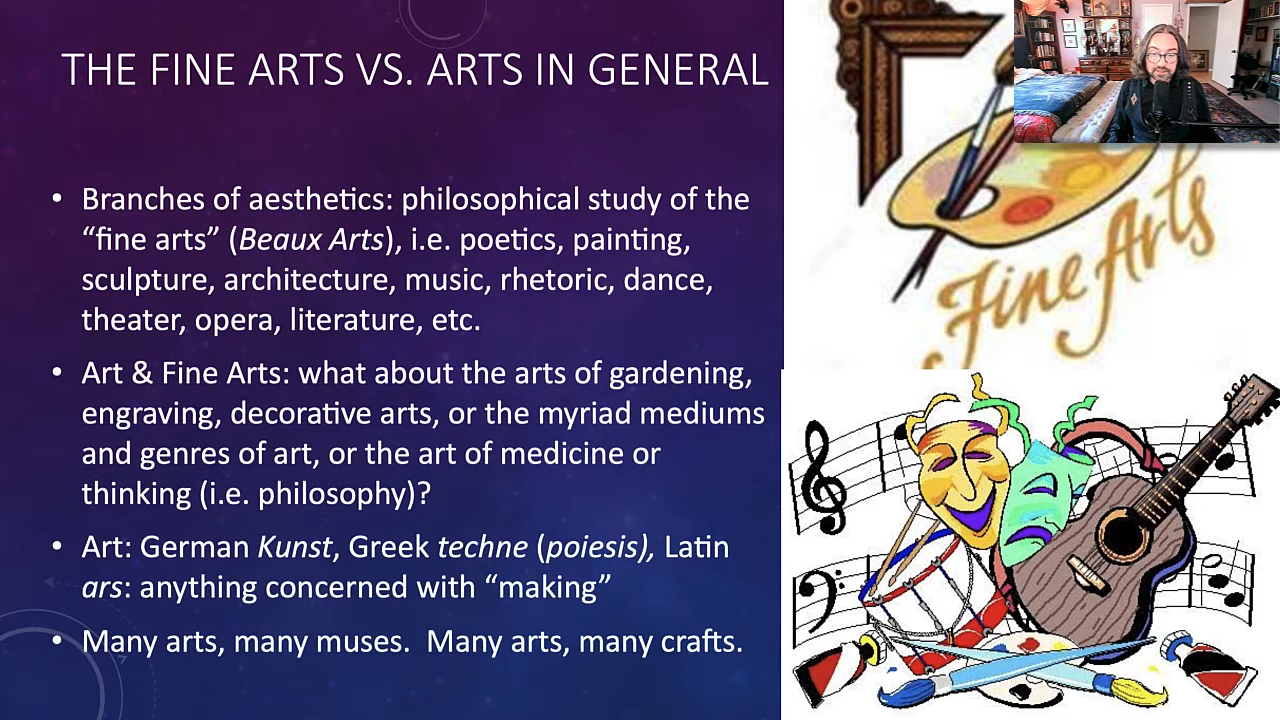 THE FINE ARTS VS. ARTS IN GENERAL
• Branches of aesthetics: philosophical study of the
“fine arts” (Beaux Arts), i.e. poetics, painting,
sculpture, architecture, music, rhetoric, dance,
theater, opera, literature, etc.
• Art & Fine Arts: what about the arts of gardening,
engraving, decorative arts, or the myriad mediums
and genres of art, or the art of medicine or
thinking (i.e. philosophy)?
• Art: German Kunst, Greek techne (poiesis), Latin
ars: anything concerned with “making”
• Many arts, many muses.  Many arts, many crafts.
Fine Arts